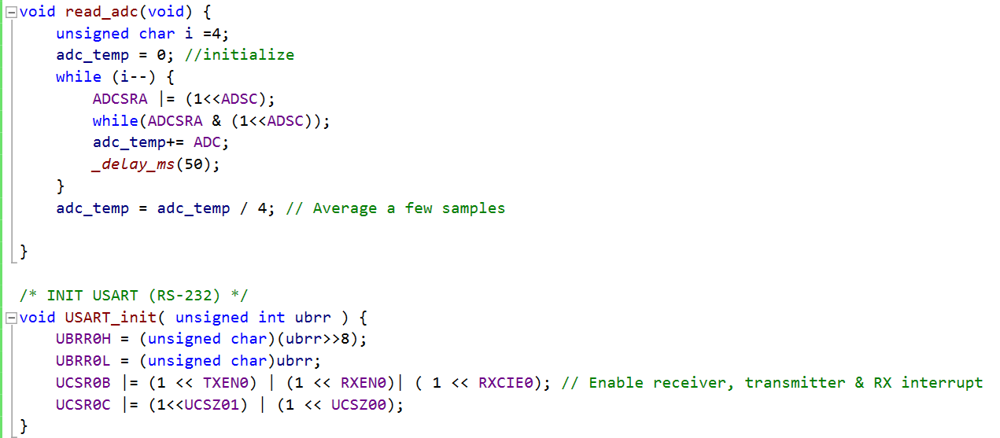 void read_adc(void) {
    unsigned char i =4;
    adc_temp = 0; //initialize
    while (i--) {
        ADCSRA |= (1<<ADSC);
        while(ADCSRA & (1<<ADSC));
        adc_temp+= ADC;
        _delay_ms(50);
    }
    adc_temp = adc_temp / 4; // Average a few samples

}

/* INIT USART (RS-232) */
void USART_init( unsigned int ubrr ) {
    UBRR0H = (unsigned char)(ubrr>>8);
    UBRR0L = (unsigned char)ubrr;
    UCSR0B |= (1 << TXEN0) | (1 << RXEN0)| ( 1 << RXCIE0); // Enable receiver, transmitter & RX interrupt
    UCSR0C |= (1<<UCSZ01) | (1 << UCSZ00);
}